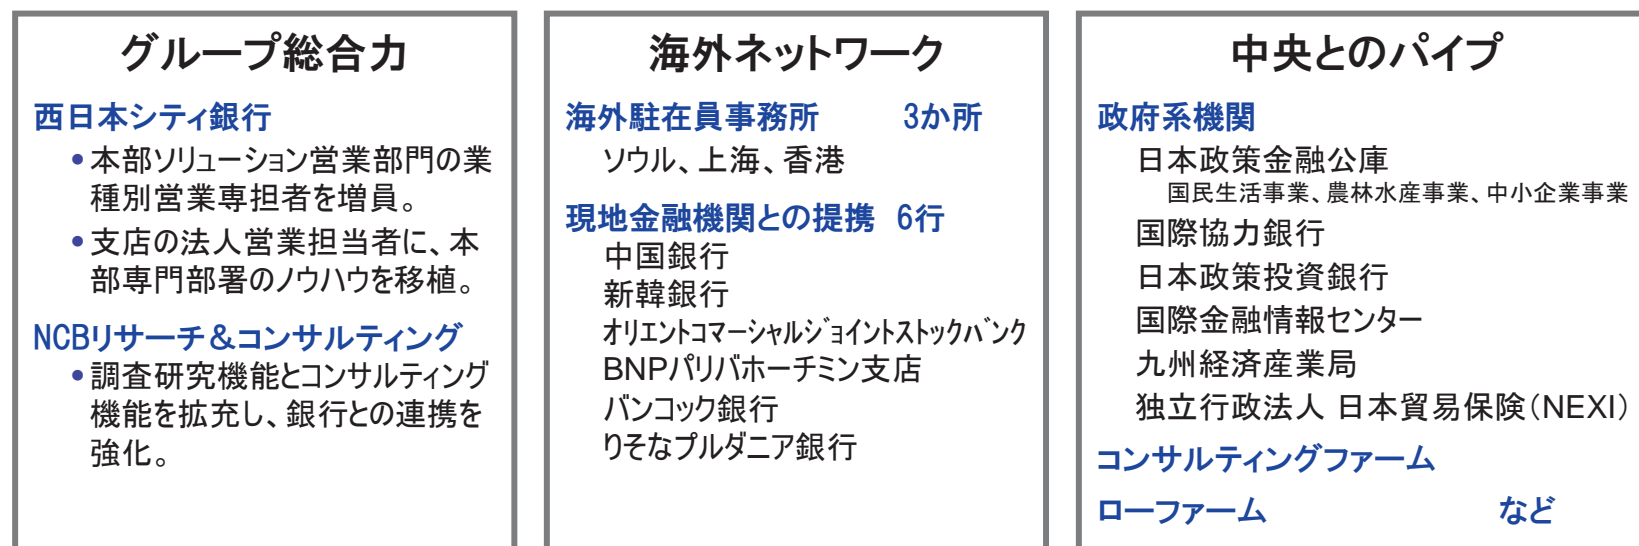 グループ総合力
西日本シティ銀行
•本部ソリューション営業部門の業
種別営業専担者を増員。
•支店の法人営業担当者に、本
部専門部署のノウハウを移植。
NCBリサーチ＆コンサルティング
•調査研究機能とコンサルティング
機能を拡充し、銀行との連携を
強化。
海外ネットワーク
海外駐在員事務所 3か所
ソウル、上海、香港
現地金融機関との提携 6行
中国銀行
新韓銀行
オリエントコマーシャルジョイントストックバンク
BNPパリバホーチミン支店
バンコック銀行
りそなプルダニア銀行
中央とのパイプ
政府系機関
日本政策金融公庫
国民生活事業、農林水産事業、中小企業事業
国際協力銀行
日本政策投資銀行
国際金融情報センター
九州経済産業局
独立行政法人 日本貿易保険（NEXI）
コンサルティングファーム
ローファーム など